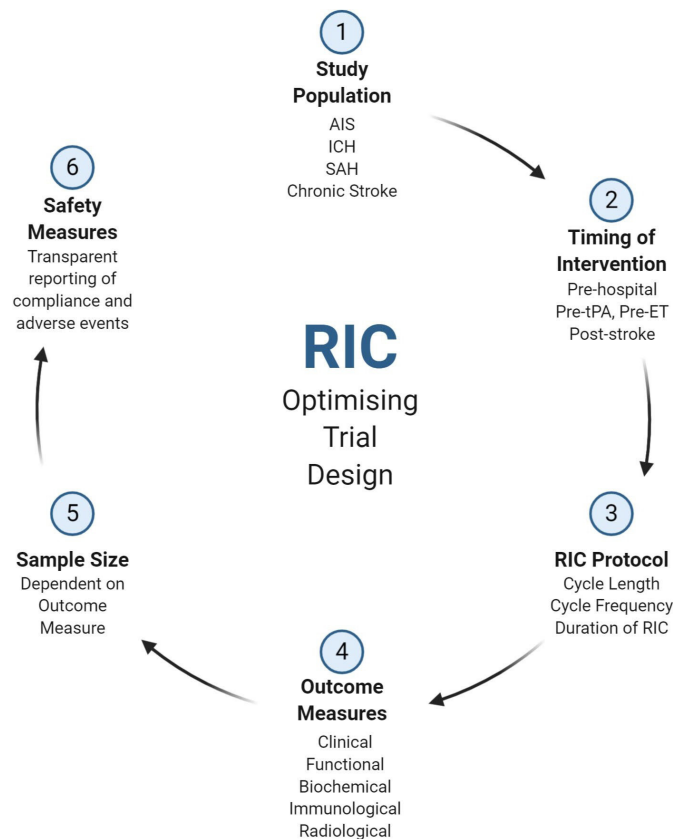 1
Study
Population
AIS
ICH
SAH
Chronic Stroke
2
Timing of
Intervention
Pre-hospital
Pre-tPA, Pre-ET
Post-stroke
3
RIC Protocol
Cycle Length
Cycle Frequency
Duration of RIC
4
Outcome
Measures
Clinical
Functional
Biochemical
Immunological
Radiological
5
Sample Size
Dependent on
Outcome
Measure
6
Safety
Measures
Transparent
reporting of
compliance and
adverse events
RIC
Optimising
Trial
Design